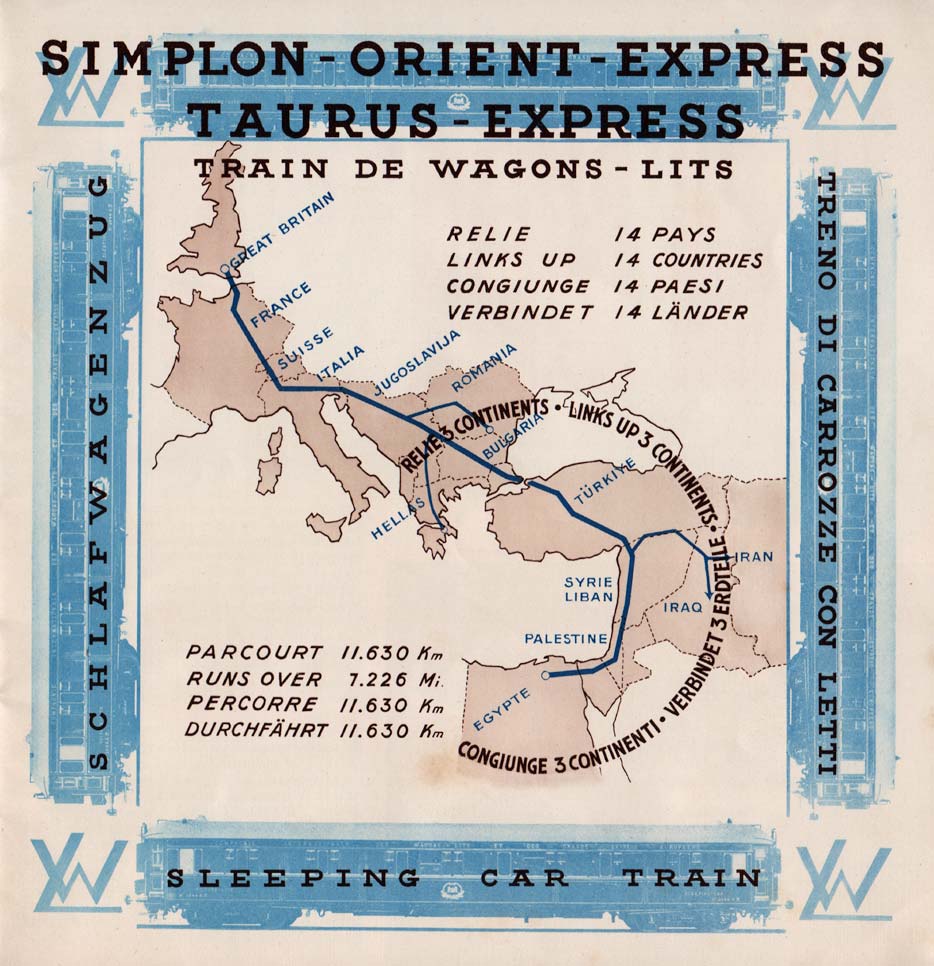 SIMPLON-ORIENT-EXPRESS
TAURUS-EXPRESS
TRAIN DE WAGONS-LITS
SCHLAFWAGENZUG
TRENO DI CARROZZE CON LETTI
RELIE 14 PAYS
LINKS UP 14 COUNTRIES
CONGIUNGE 14 PAESI
VERBINDET 14 LÄNDER
GREAT BRITAIN
FRANCE
SUISSE
ITALIA
JUGOSLAVIJA
ROMANIA
BULGARIA
HELLAS
TÜRKIYE
SYRIE
LIBAN
IRAN
IRAQ
PALESTINE
EGYPTE
RELIE 3 CONTINENTS • LINKS UP 3 CONTINENTS • VERBINDET 3 ERDTEILE • CONGIUNGE 3 CONTINENTI
PARCOURT 11.630 Km
RUNS OVER 7.226 Mi.
PERCORRE 11.630 Km
DURCHFÄHRT 11.630 Km
SLEEPING CAR TRAIN